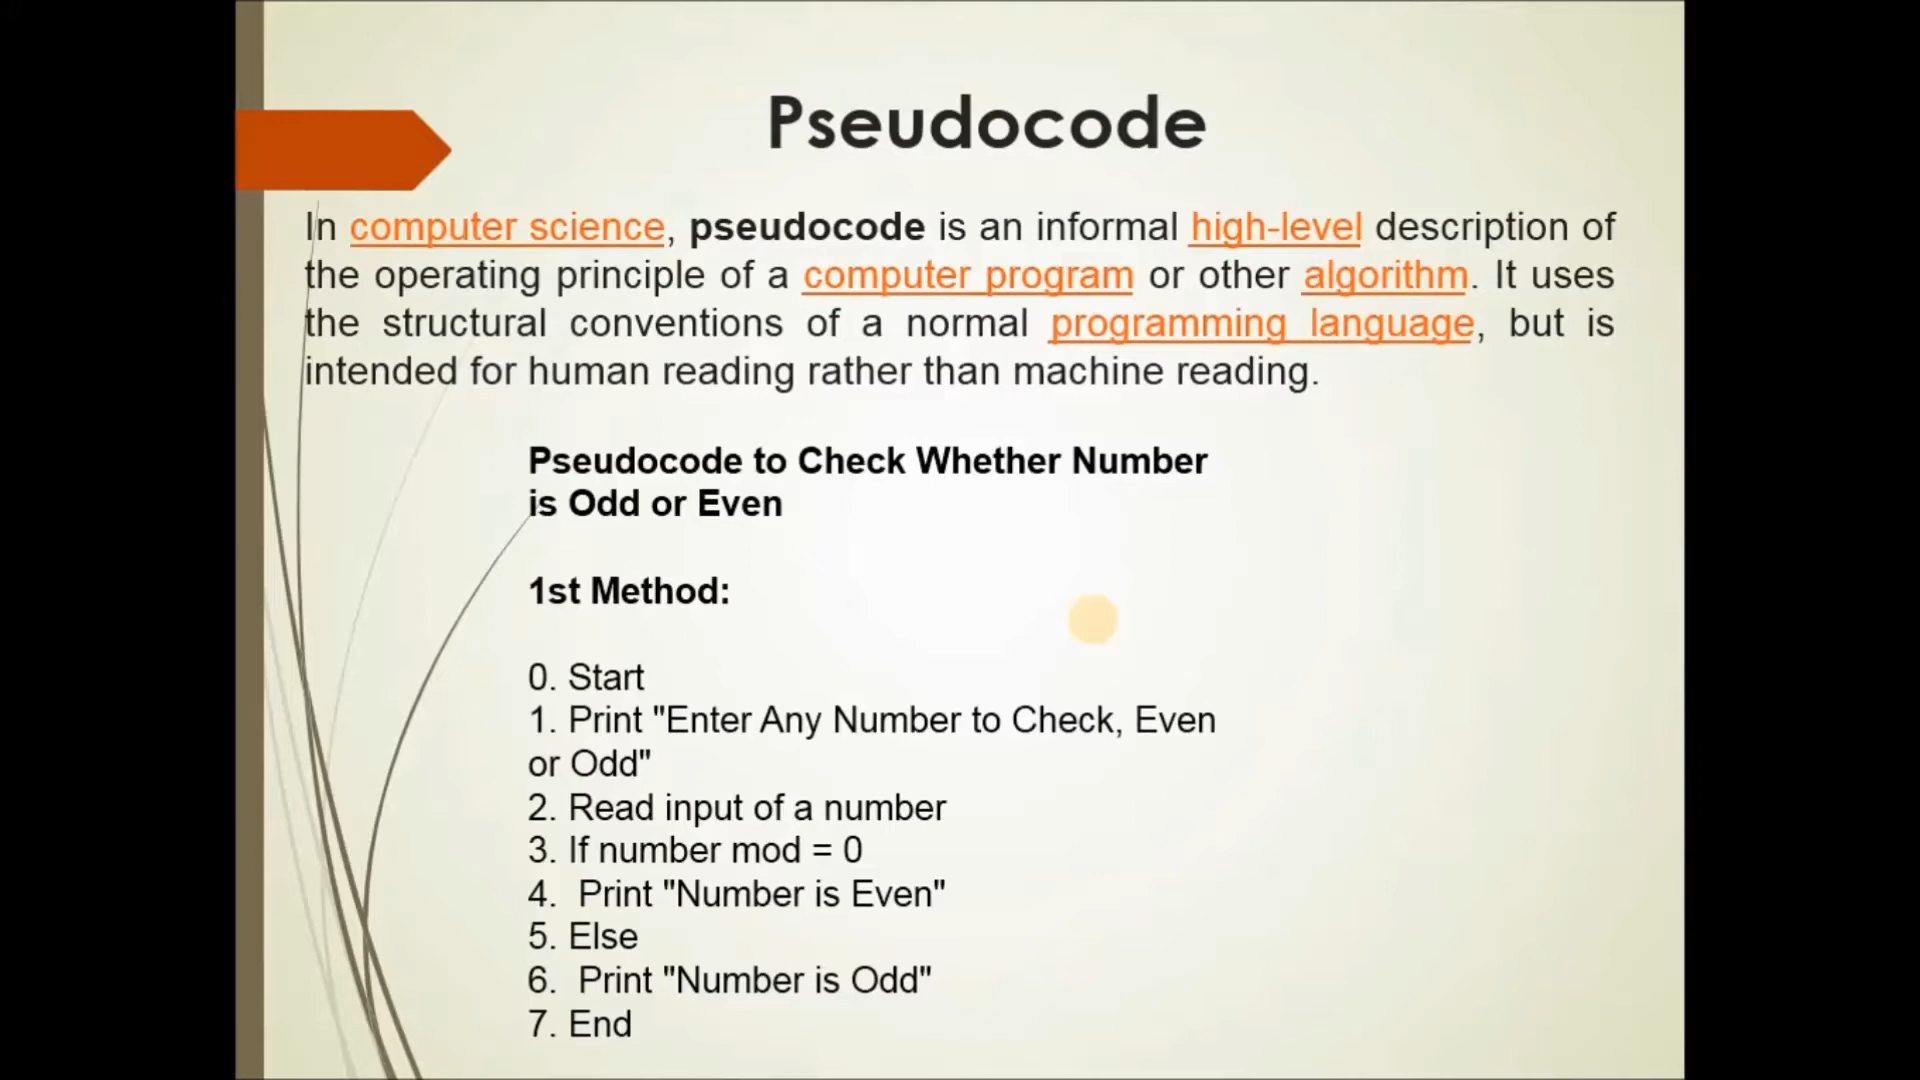 Pseudocode
In computer science, pseudocode is an informal high-level description of
the operating principle of a computer program or other algorithm. It uses
the structural conventions of a normal programming language, but is
intended for human reading rather than machine reading.
Pseudocode to Check Whether Number
is Odd or Even
1st Method:
0. Start
1. Print "Enter Any Number to Check, Even
or Odd"
2. Read input of a number
3. If number mod = 0
4.  Print "Number is Even"
5. Else
6.  Print "Number is Odd"
7. End